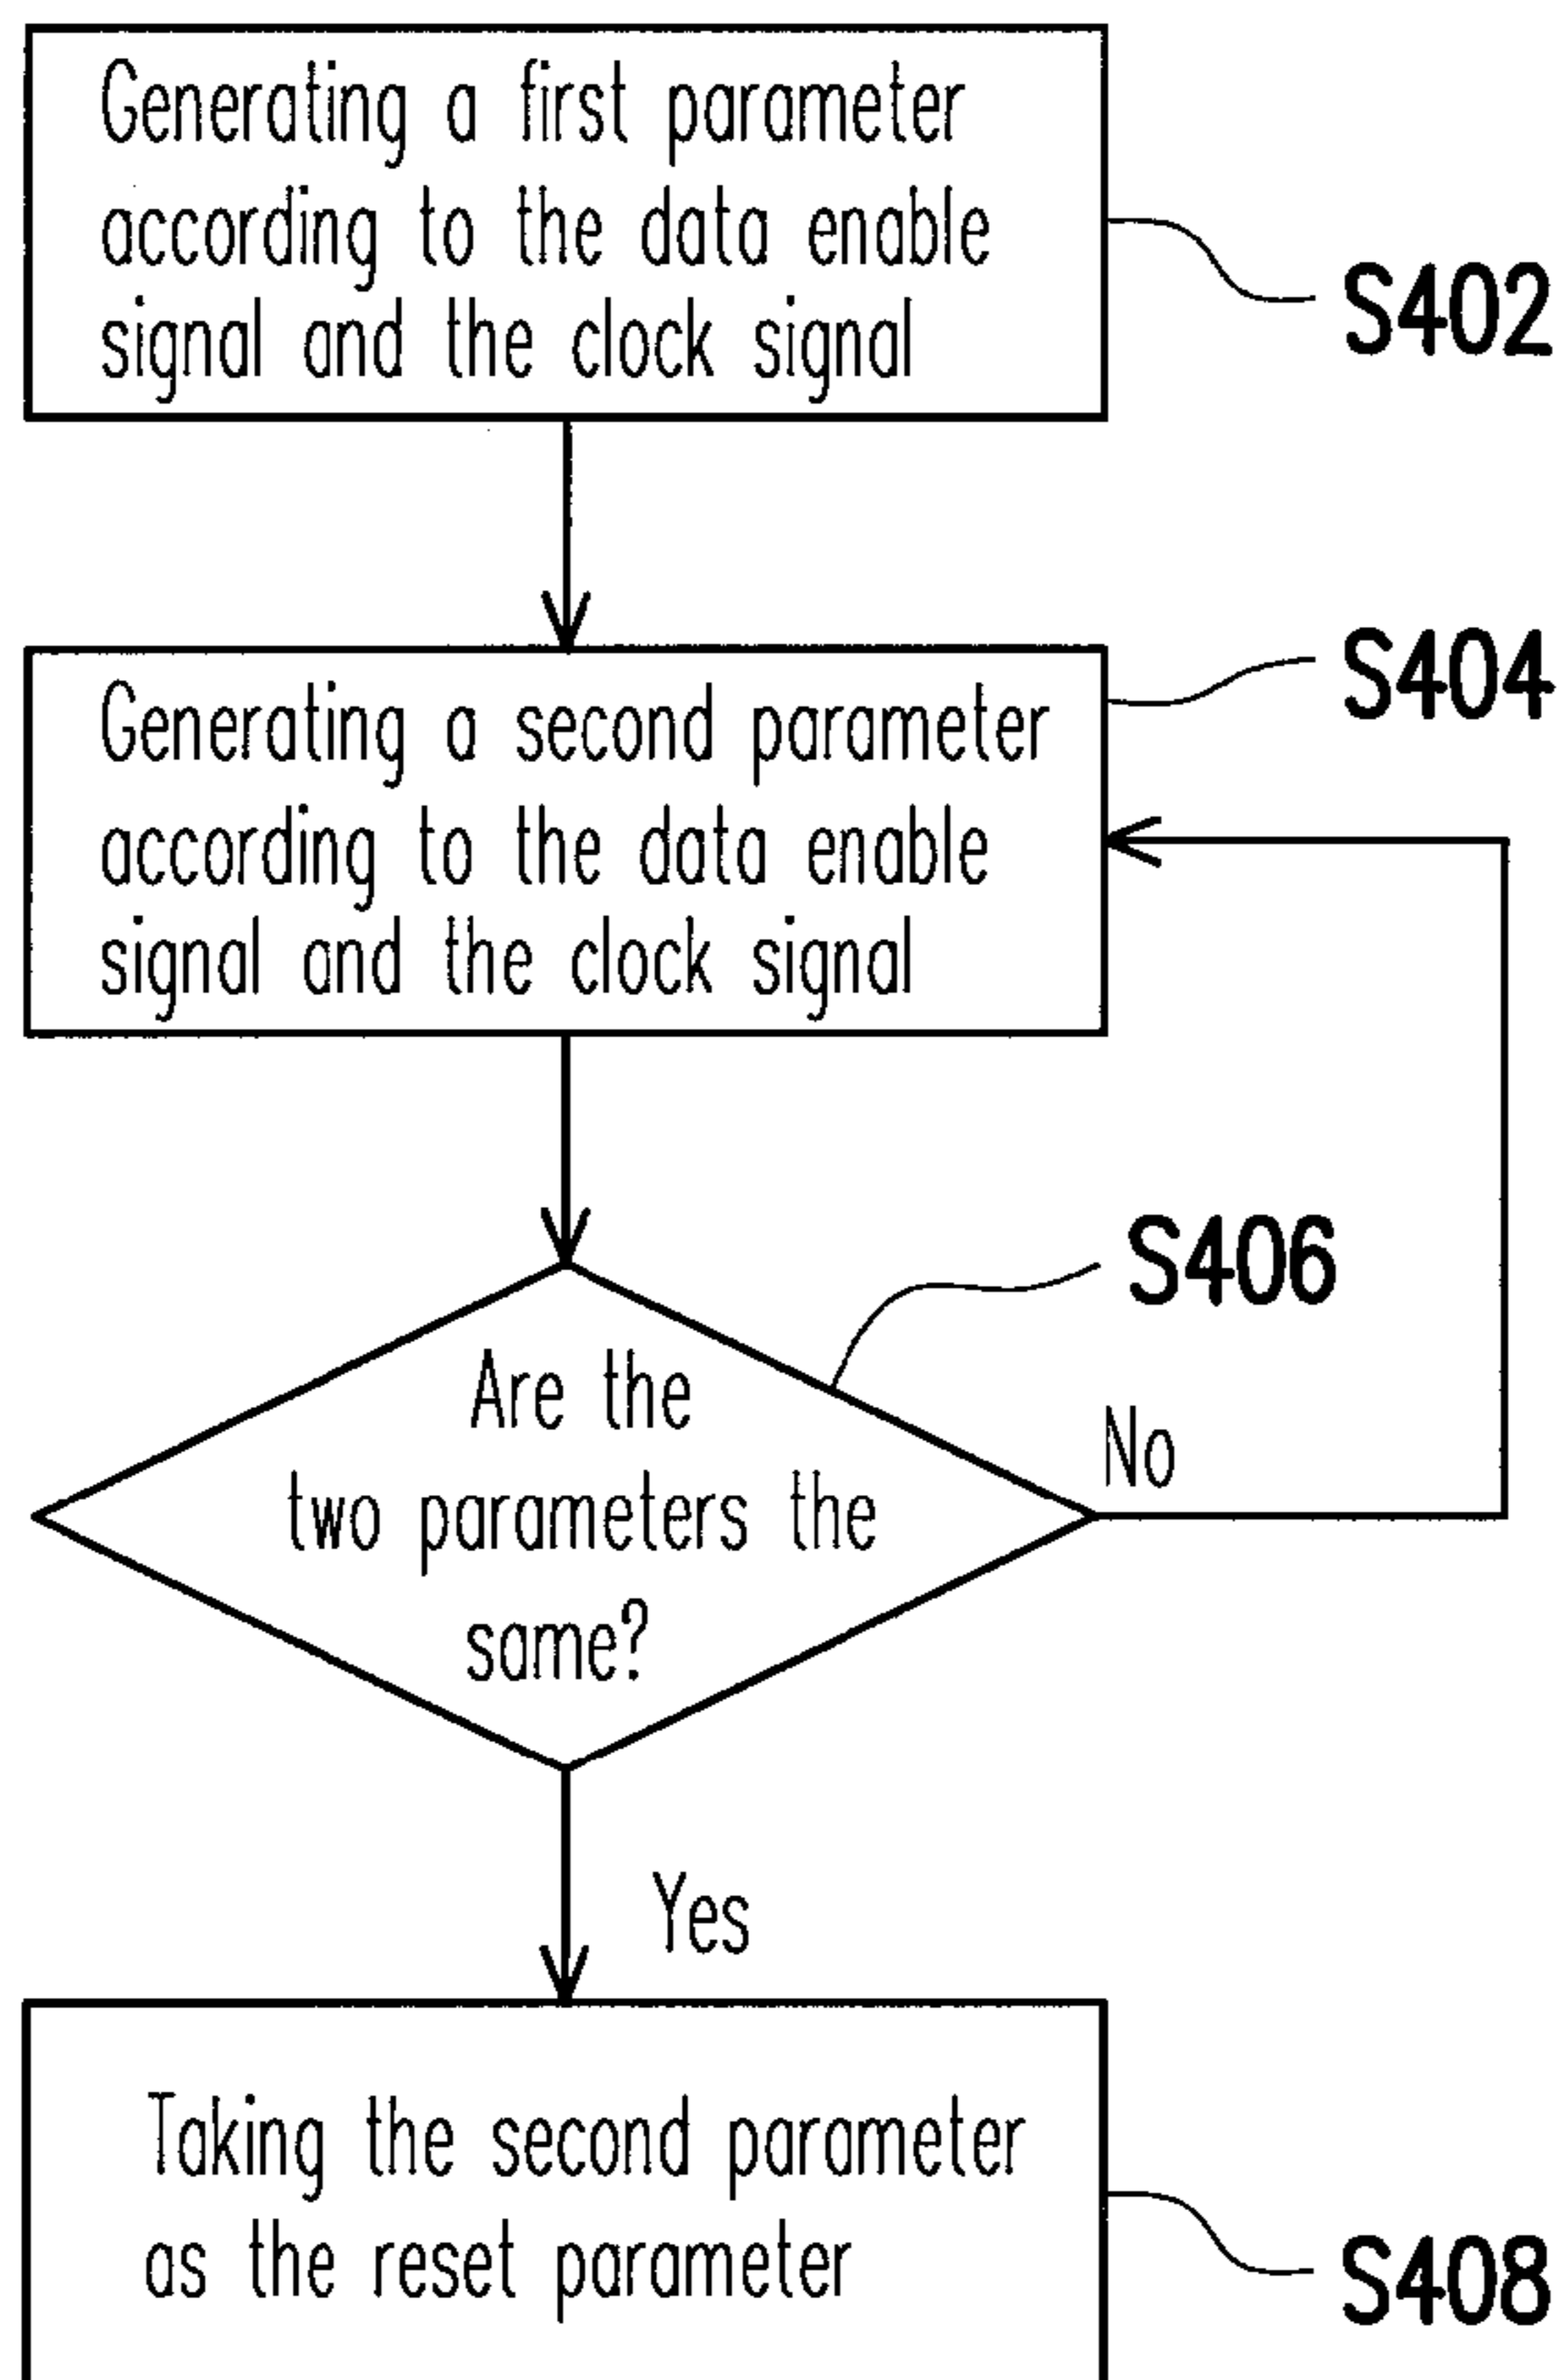 Generating a first parameter
according to the data enable
signal and the clock signal
S402
S404
Generating a second parameter
according to the data enable
signal and the clock signal
S406
Are the
two parameters the
same?
No
Yes
Taking the second parameter
as the reset parameter
S408